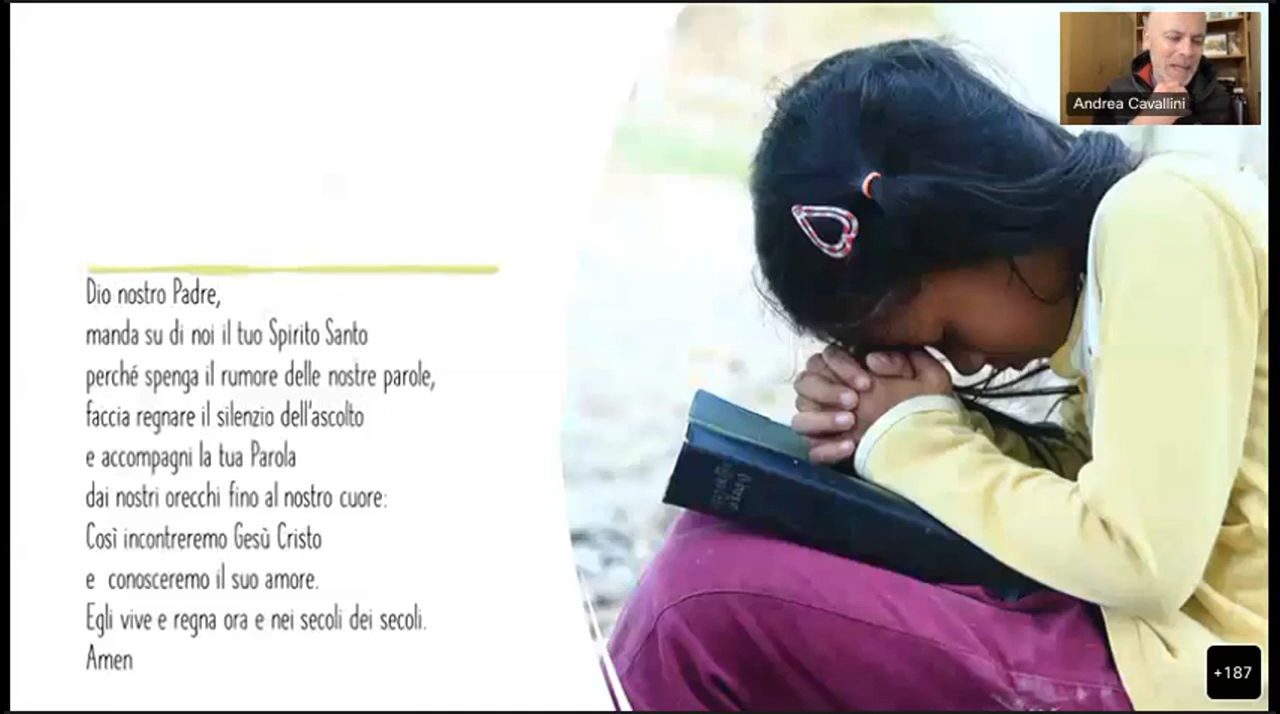 Andrea Cavallini
Dio nostro Padre,
manda su di noi il tuo Spirito Santo
perché spenga il rumore delle nostre parole,
faccia regnare il silenzio dell'ascolto
e accompagni la tua Parola
dai nostri orecchi fino al nostro cuore:
Così incontreremo Gesù Cristo
e  conosceremo il suo amore.
Egli vive e regna ora e nei secoli dei secoli.
Amen
+187